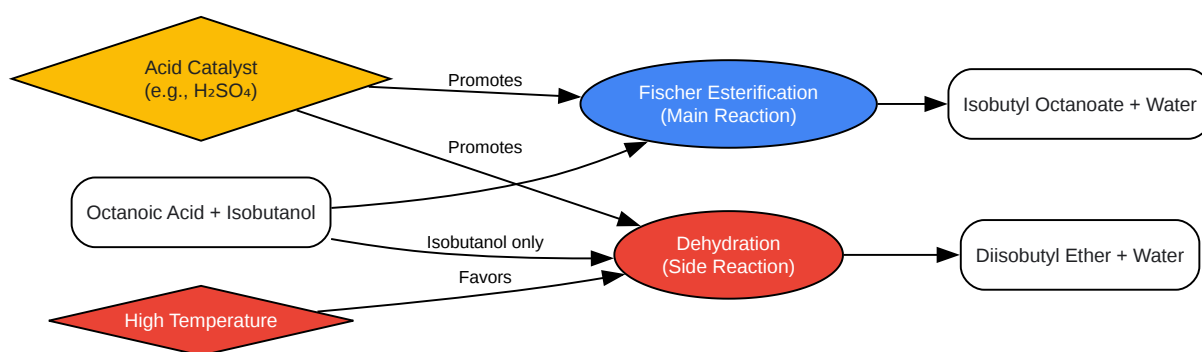 Acid Catalyst
(e.g., H₂SO₄)
Promotes
Fischer Esterification
(Main Reaction)
Isobutyl Octanoate + Water
Promotes
Octanoic Acid + Isobutanol
Isobutanol only
Dehydration
(Side Reaction)
Diisobutyl Ether + Water
Favors
High Temperature